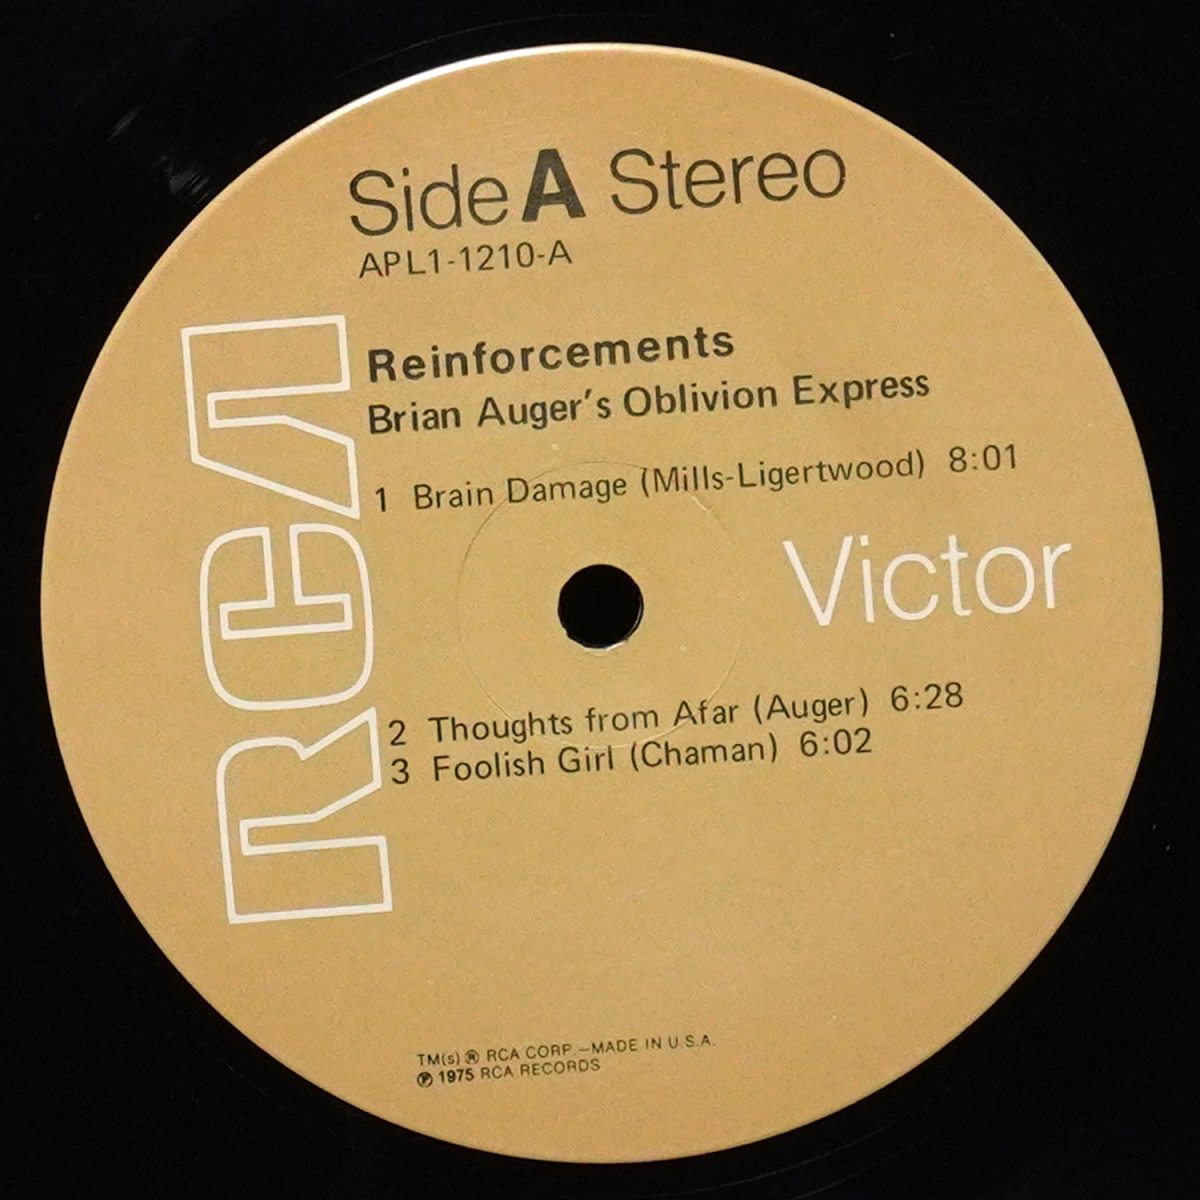 Side A Stereo
APL1-1210-A
Reinforcements
Brian Auger's Oblivion Express
1 Brain Damage (Mills-Ligertwood) 8:01
RCA
Victor
2 Thoughts from Afar (Auger) 6:28
3 Foolish Girl (Chaman) 6:02
TM(s) ® RCA CORP.—MADE IN U.S.A.
℗ 1975 RCA RECORDS